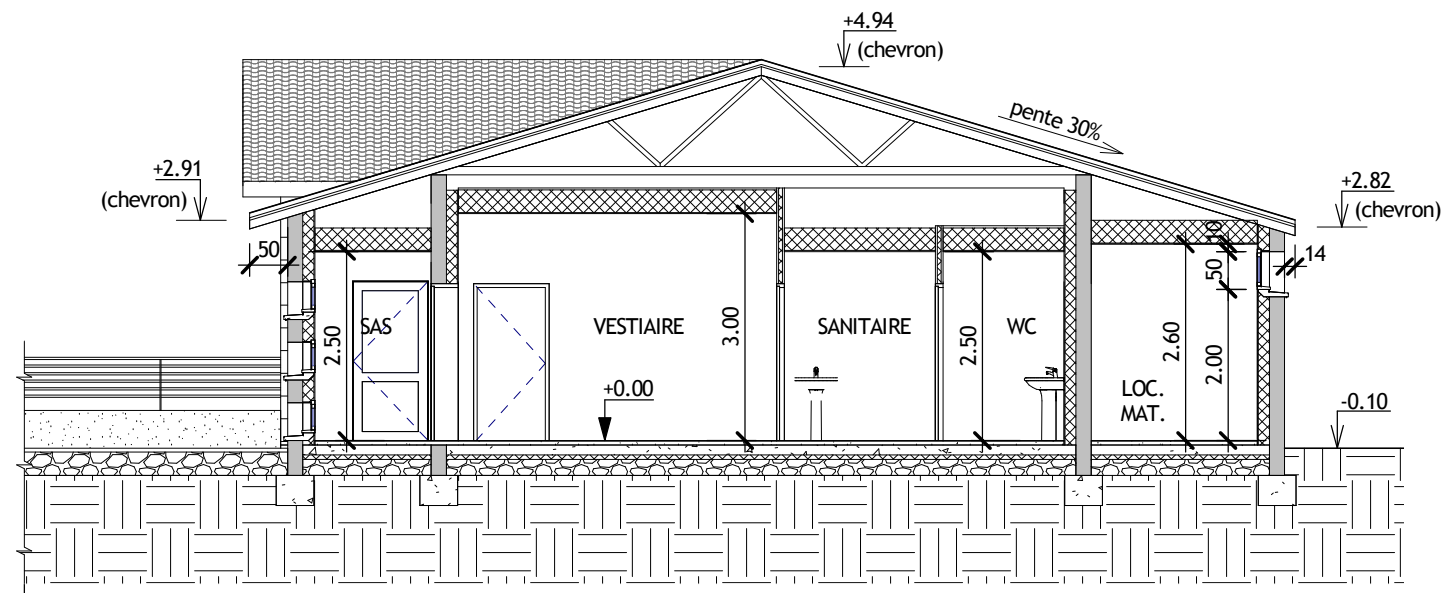 +4.94
(chevron)
pente 30%
+2.91
(chevron)
+2.82
(chevron)
50
10
50
14
SAS
2.50
VESTIAIRE
3.00
SANITAIRE
2.50
WC
2.60
2.00
+0.00
LOC.
MAT.
-0.10